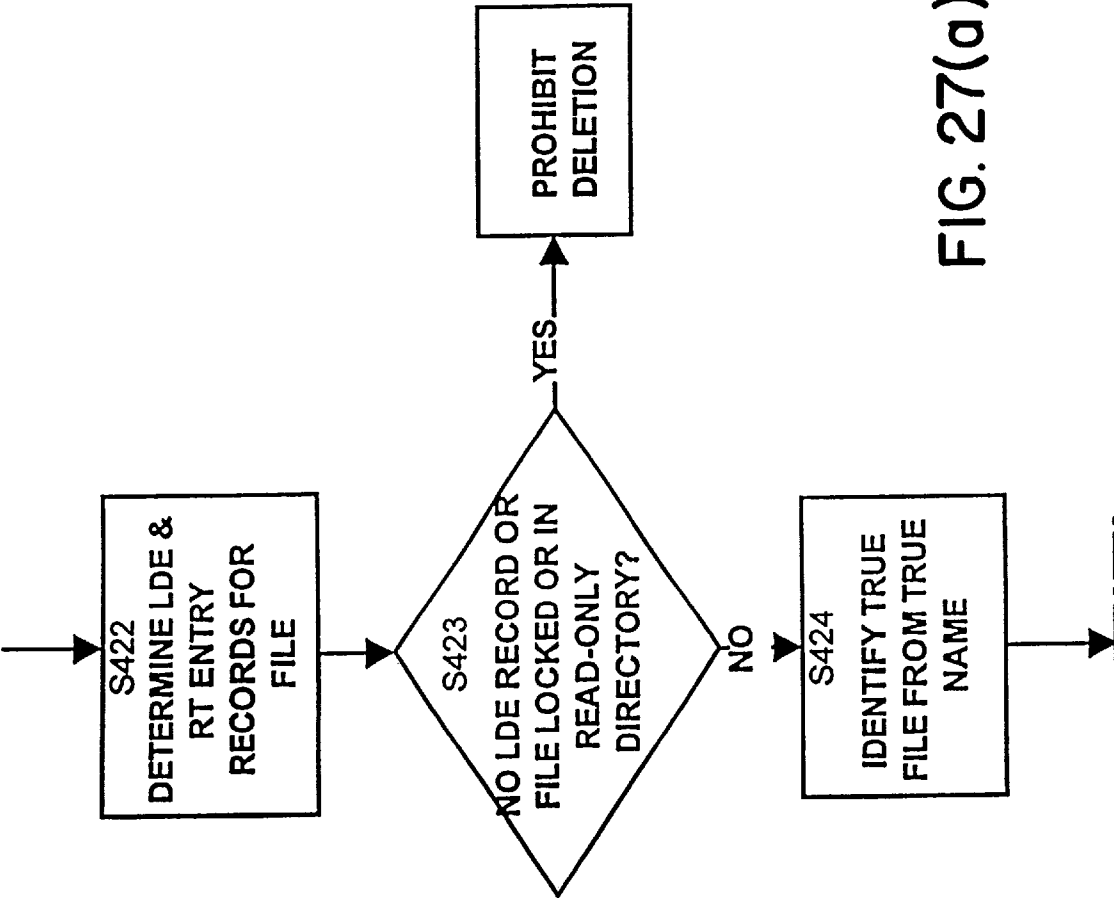 S422
DETERMINE LDE &
RT ENTRY
RECORDS FOR
FILE
S423
NO LDE RECORD OR
FILE LOCKED OR IN
READ-ONLY
DIRECTORY?
YES
PROHIBIT
DELETION
NO
S424
IDENTIFY TRUE
FILE FROM TRUE
NAME
FIG. 27(a)